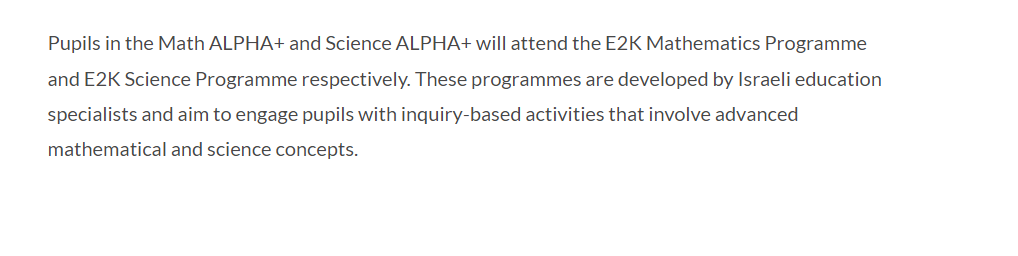 Pupils in the Math ALPHA+ and Science ALPHA+ will attend the E2K Mathematics Programme
and E2K Science Programme respectively. These programmes are developed by Israeli education
specialists and aim to engage pupils with inquiry-based activities that involve advanced
mathematical and science concepts.